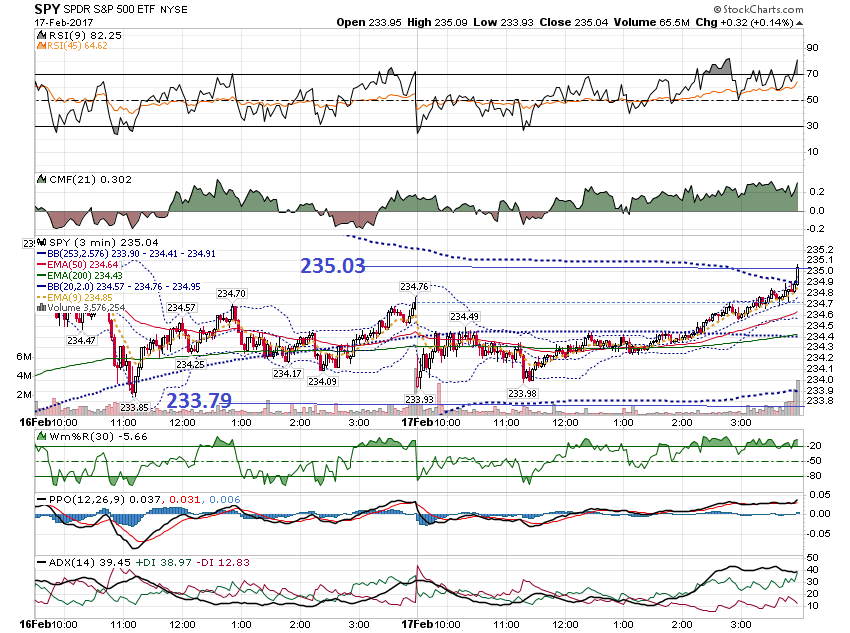 SPY SPDR S&P 500 ETF NYSE
© StockCharts.com
17-Feb-2017
Open 233.95 High 235.09 Low 233.93 Close 235.04 Volume 65.5M Chg +0.32 (+0.14%)
RSI(9) 82.25
RSI(45) 64.62
90
70
50
30
10
CMF(21) 0.302
0.2
0.0
-0.2
SPY (3 min) 235.04
BB(253,2.576) 233.90 - 234.41 - 234.91
EMA(50) 234.64
EMA(200) 234.43
BB(20,2.0) 234.57 - 234.76 - 234.95
EMA(9) 234.85
Volume 3,576,254
235.03
233.79
234.47
233.85
234.57
234.25
234.70
234.17
234.09
234.76
233.93
234.49
233.98
235.2
235.1
235.0
234.9
234.8
234.7
234.6
234.5
234.4
234.3
234.2
234.1
234.0
233.9
233.8
6M
4M
2M
16Feb 10:00 11:00 12:00 1:00 2:00 3:00 17Feb 10:00 11:00 12:00 1:00 2:00 3:00
Wm%R(30) -5.66
-20
-50
-80
PPO(12,26,9) 0.037, 0.031, 0.006
0.05
0.00
-0.05
ADX(14) 39.45 +DI 38.97 -DI 12.83
50
40
30
20
10
16Feb 10:00 11:00 12:00 1:00 2:00 3:00 17Feb 10:00 11:00 12:00 1:00 2:00 3:00